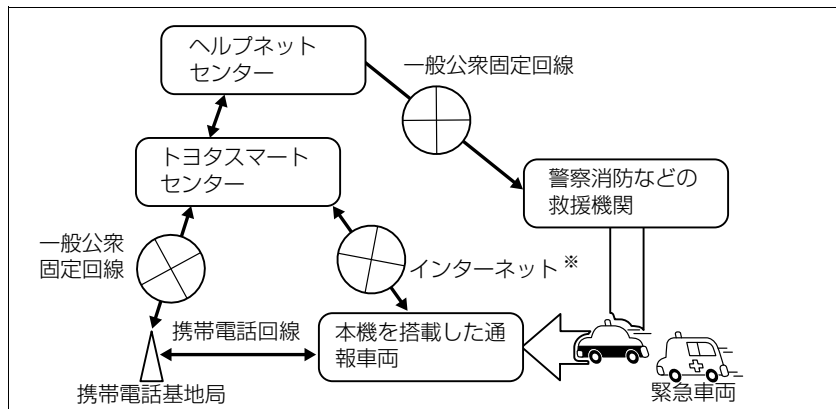 ヘルプネット
センター
一般公衆固定回線
トヨタスマート
センター
警察消防などの
救援機関
一般公衆
固定回線
インターネット※
携帯電話回線
本機を搭載した通
報車両
携帯電話基地局
緊急車両